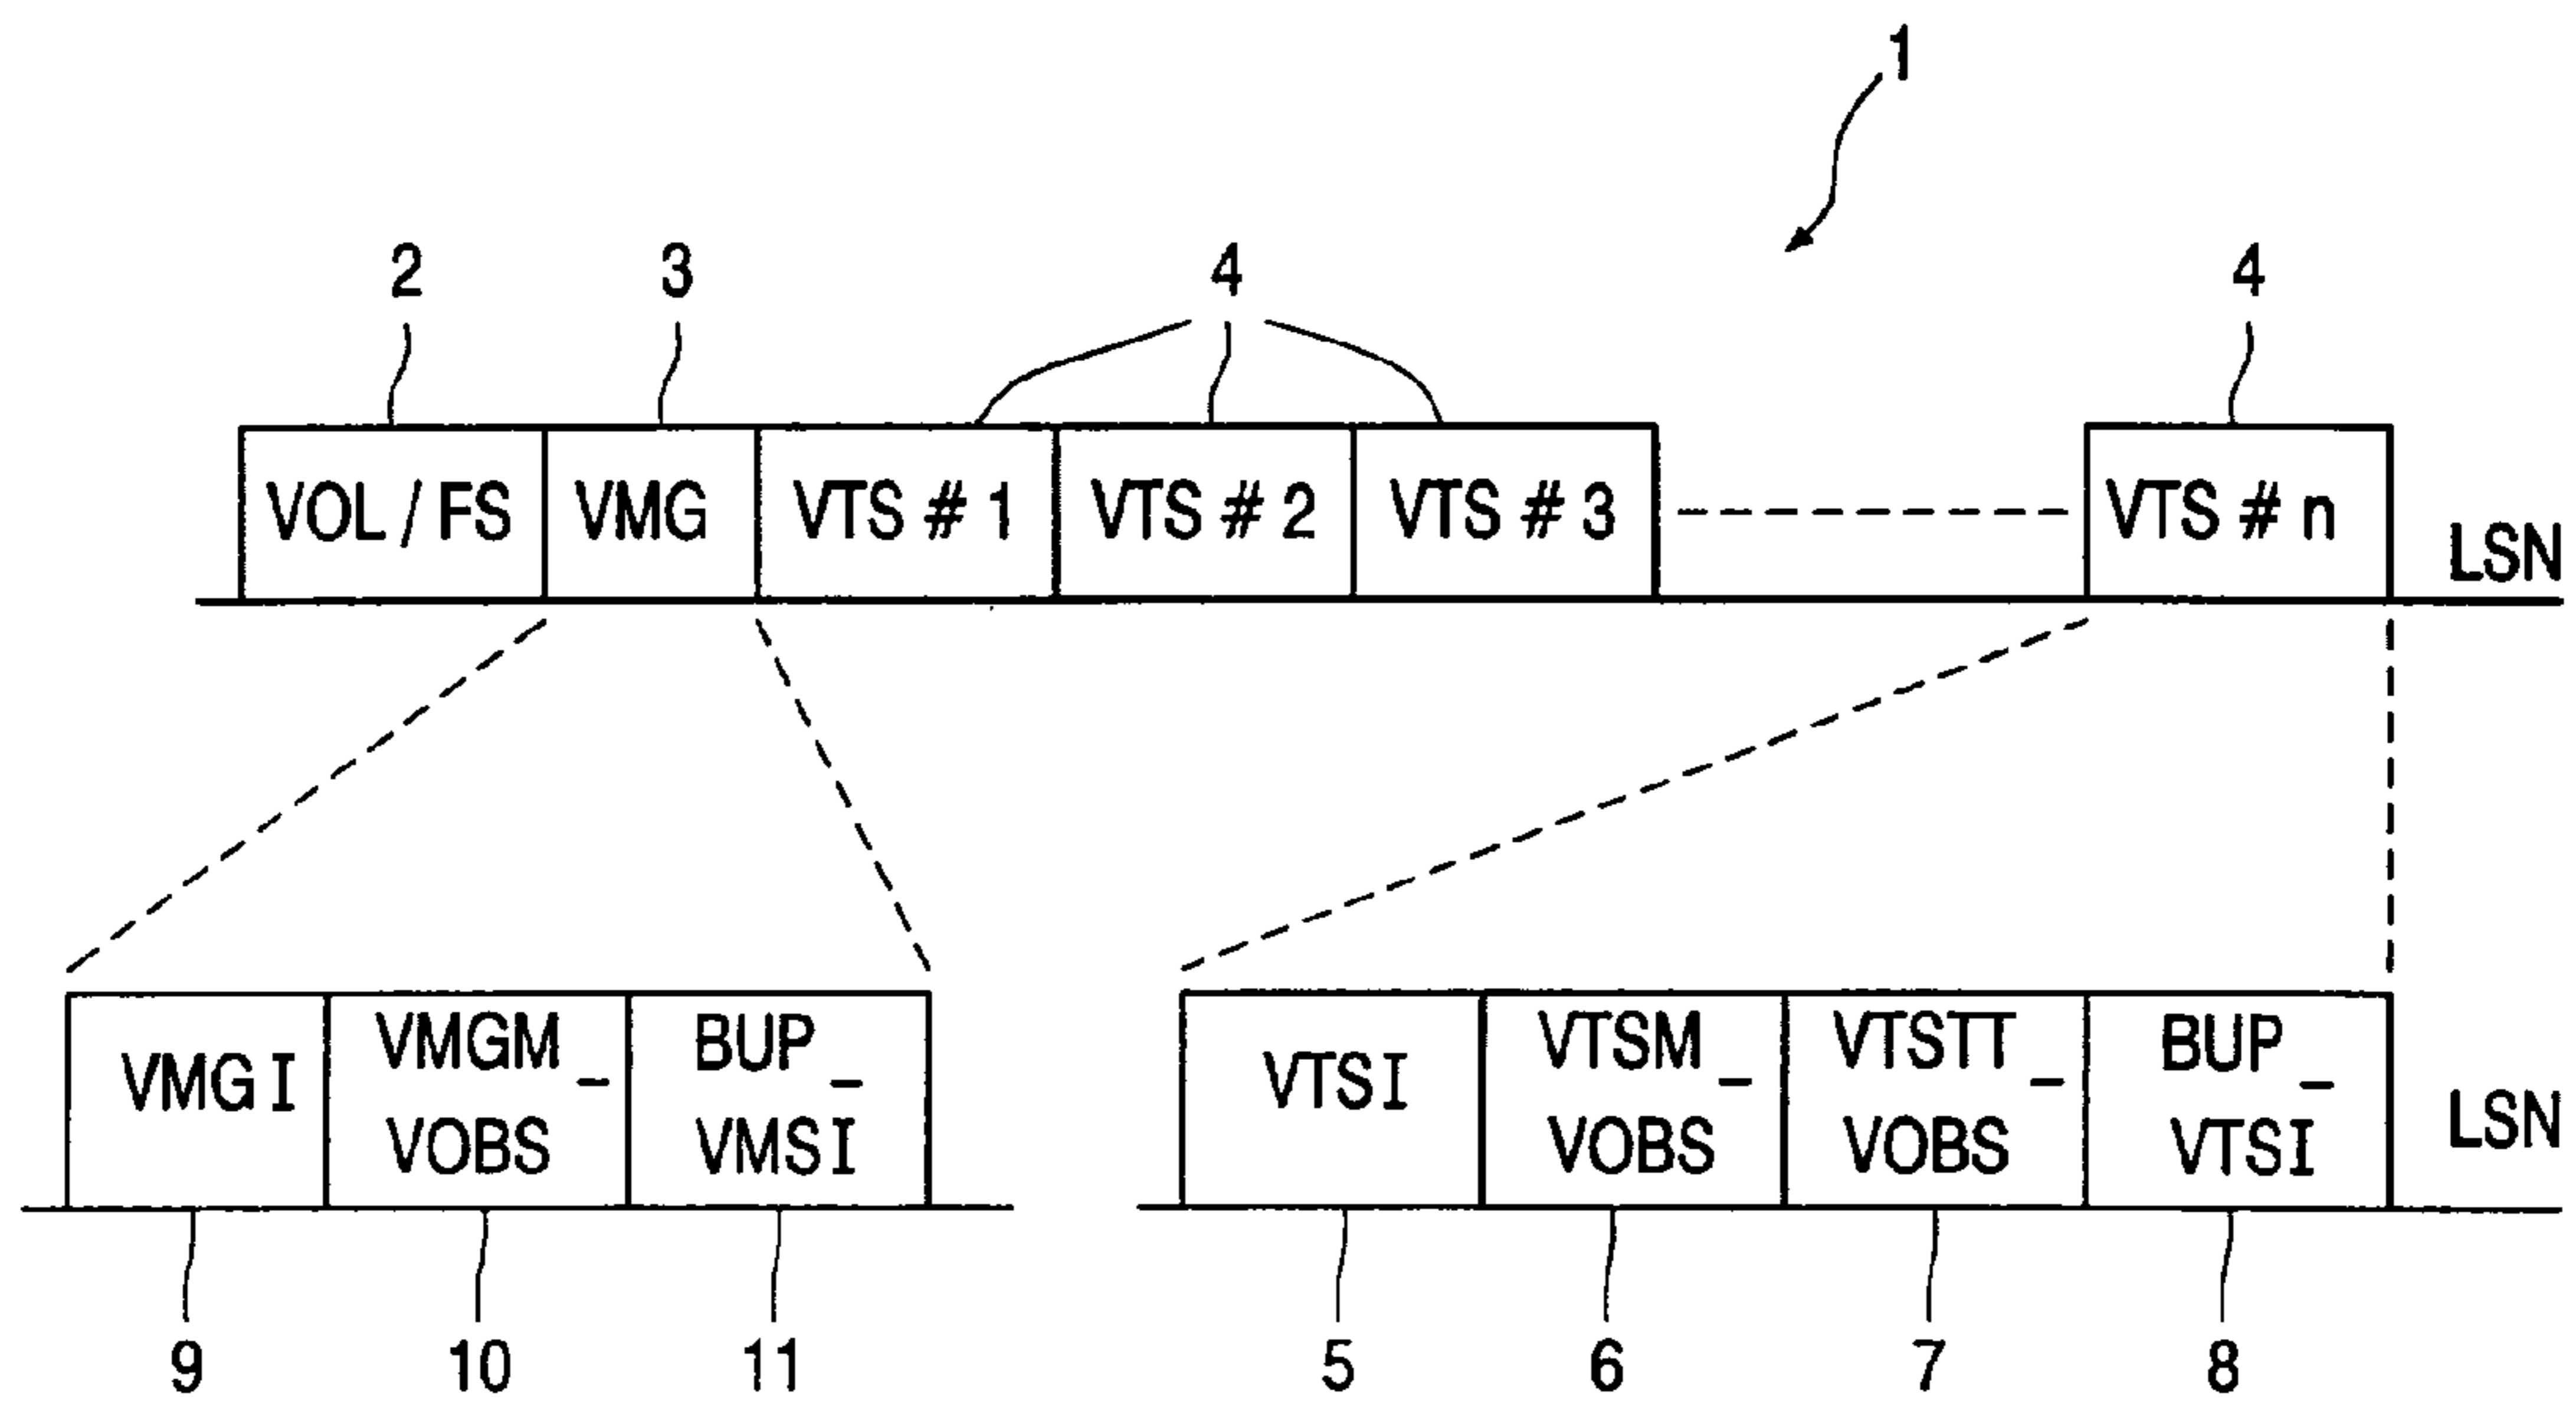 1
2 3 4 4
VOL / FS VMG VTS # 1 VTS # 2 VTS # 3 VTS # n LSN
VMGI VMGM_ VOBS BUP_ VMSI VTSI VTSM_ VOBS VTSTT_ VOBS BUP_ VTSI LSN
9 10 11 5 6 7 8